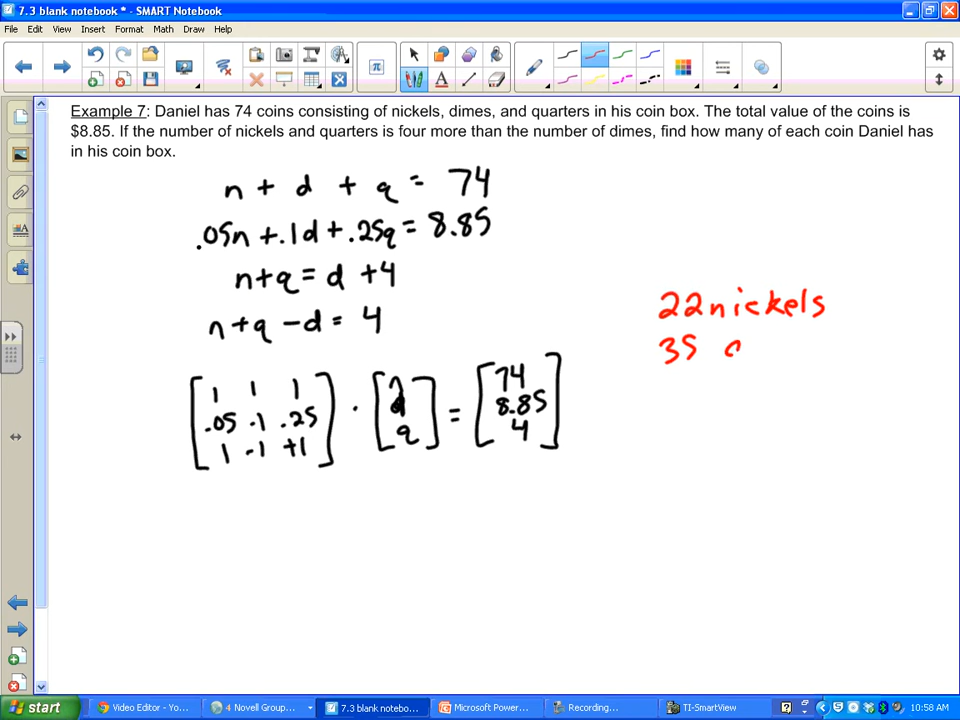 7.3 blank notebook * - SMART Notebook
File Edit View Insert Format Math Draw Help
Example 7: Daniel has 74 coins consisting of nickels, dimes, and quarters in his coin box. The total value of the coins is
$8.85. If the number of nickels and quarters is four more than the number of dimes, find how many of each coin Daniel has
in his coin box.
n + d + q = 74
.05n + .1d + .25q = 8.85
n+q = d +4
n+q -d = 4
22 nickels
35
1 1 1 74
.05 .1 .25 · d = 8.85
1 -1 +1 q 4
start Video Editor - Yo... 4 Novell Group... 7.3 blank notebook... Microsoft Power... Recording... TI-SmartView 10:58 AM